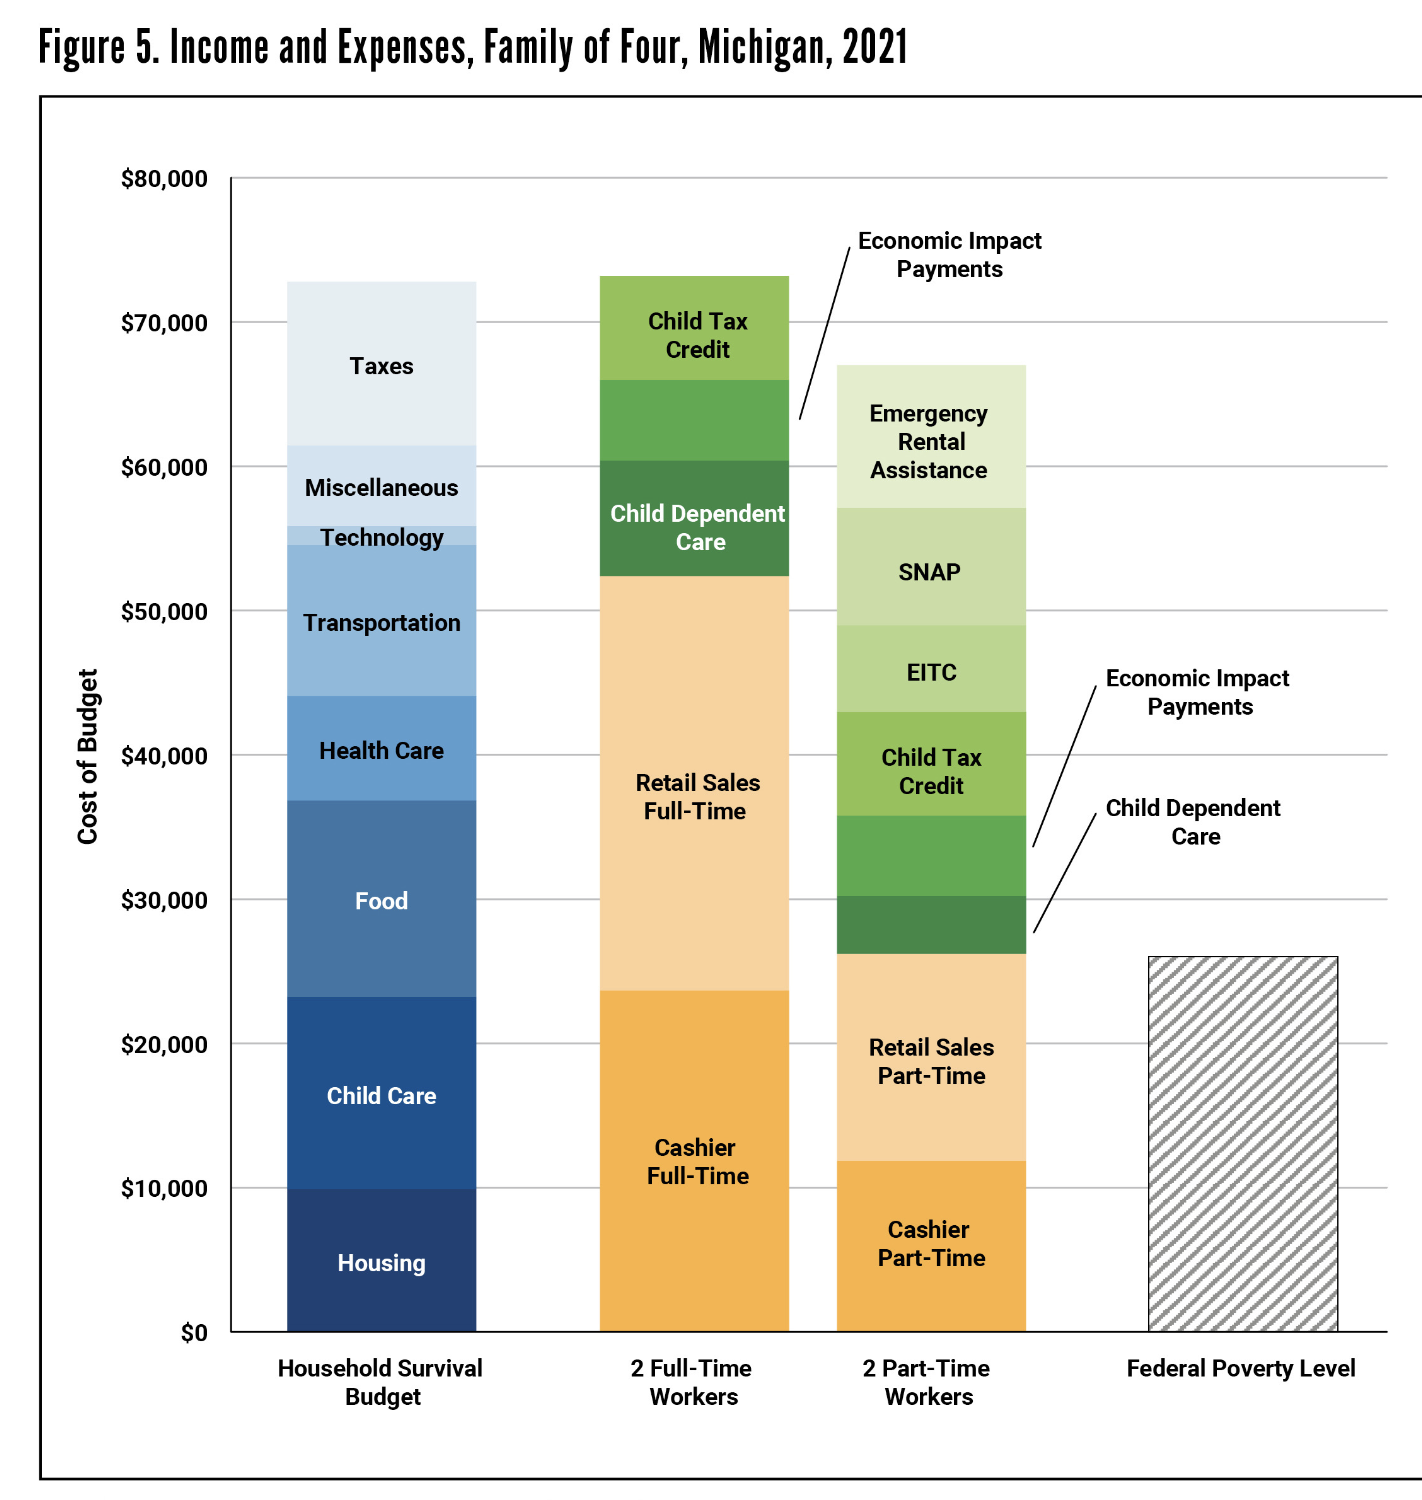 Figure 5. Income and Expenses, Family of Four, Michigan, 2021
$80,000
$70,000
$60,000
$50,000
$40,000
$30,000
$20,000
$10,000
$0
Cost of Budget
Taxes
Miscellaneous
Technology
Transportation
Health Care
Food
Child Care
Housing
Household Survival
Budget
Child Tax
Credit
Economic Impact
Payments
Child Dependent
Care
Retail Sales
Full-Time
Cashier
Full-Time
2 Full-Time
Workers
Emergency
Rental
Assistance
SNAP
EITC
Child Tax
Credit
Economic Impact
Payments
Child Dependent
Care
Retail Sales
Part-Time
Cashier
Part-Time
2 Part-Time
Workers
Federal Poverty Level